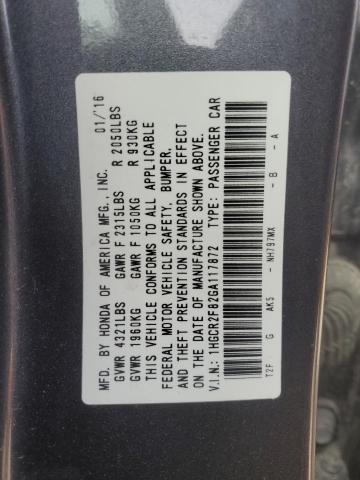 MFD. BY HONDA OF AMERICA MFG., INC. 01/'16
GVWR 4321LBS GAWR F 2315LBS R 2050LBS
GVWR 1960KG GAWR F 1050KG R 930KG
THIS VEHICLE CONFORMS TO ALL APPLICABLE
FEDERAL MOTOR VEHICLE SAFETY, BUMPER,
AND THEFT PREVENTION STANDARDS IN EFFECT
ON THE DATE OF MANUFACTURE SHOWN ABOVE.
V.I.N.: 1HGCR2F82GA117872 TYPE: PASSENGER CAR
T2F G AK5 - NH797MX - B - A